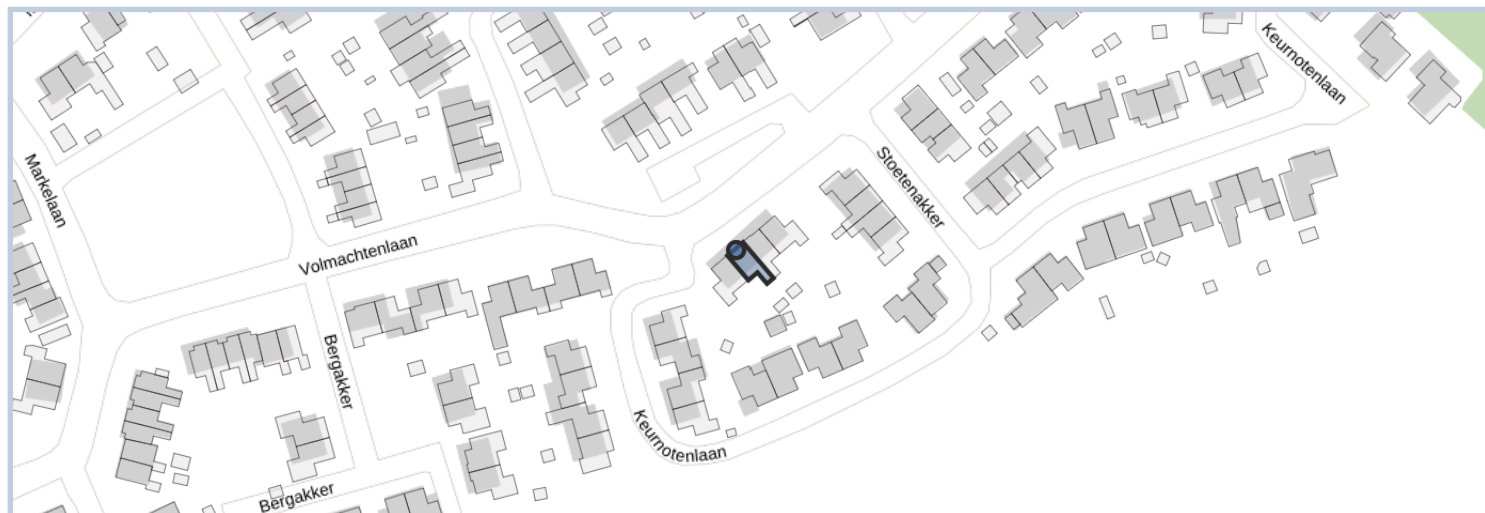 Keurnotenlaan
Markelaan
Stoetenakker
Volmachtenlaan
Bergakker
Keurnotenlaan
Bergakker